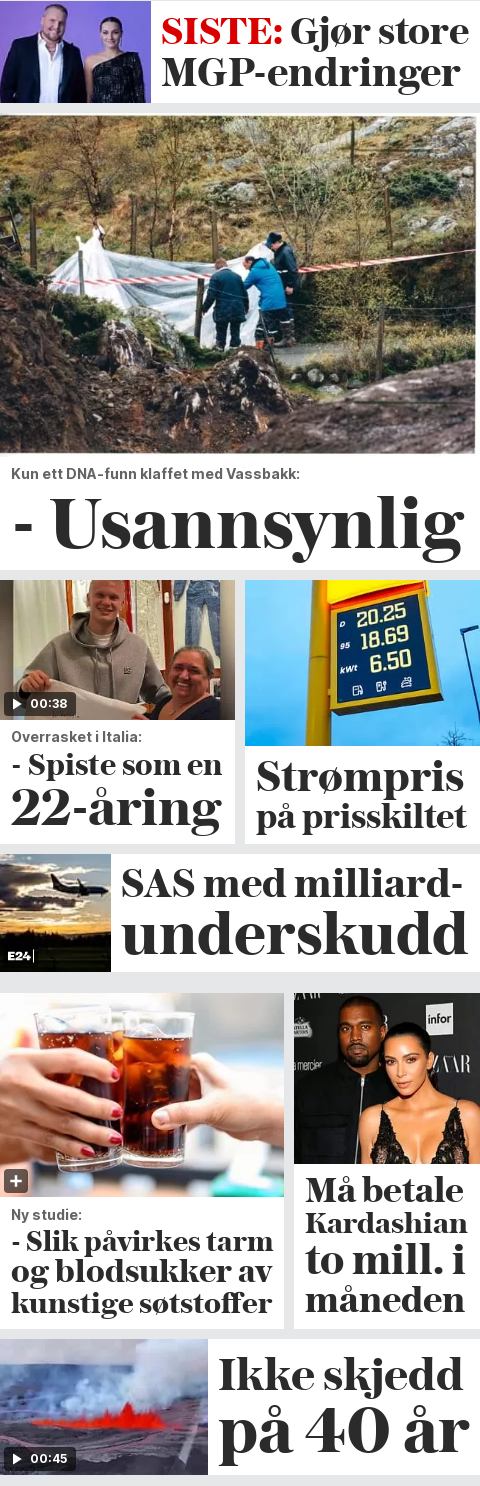 SISTE: Gjør store
MGP-endringer
Kun ett DNA-funn klaffet med Vassbakk:
- Usannsynlig
00:38
Overrasket i Italia:
- Spiste som en
22-åring
D 20.25
95 18.69
kWt 6.50
Strømpris
på prisskiltet
E24
SAS med milliard-
underskudd
Ny studie:
- Slik påvirkes tarm
og blodsukker av
kunstige søtstoffer
infor
AZAAR
mercier
Må betale
Kardashian
to mill. i
måneden
00:45
Ikke skjedd
på 40 år